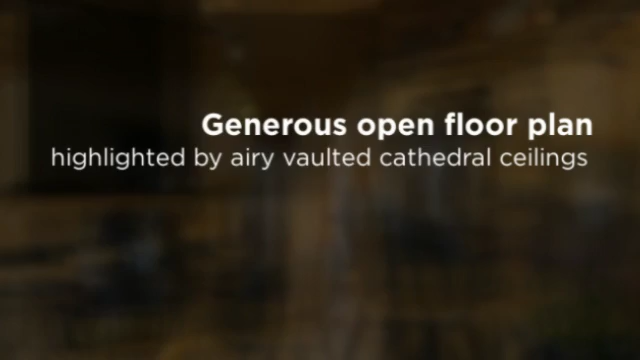 Generous open floor plan
highlighted by airy vaulted cathedral ceilings